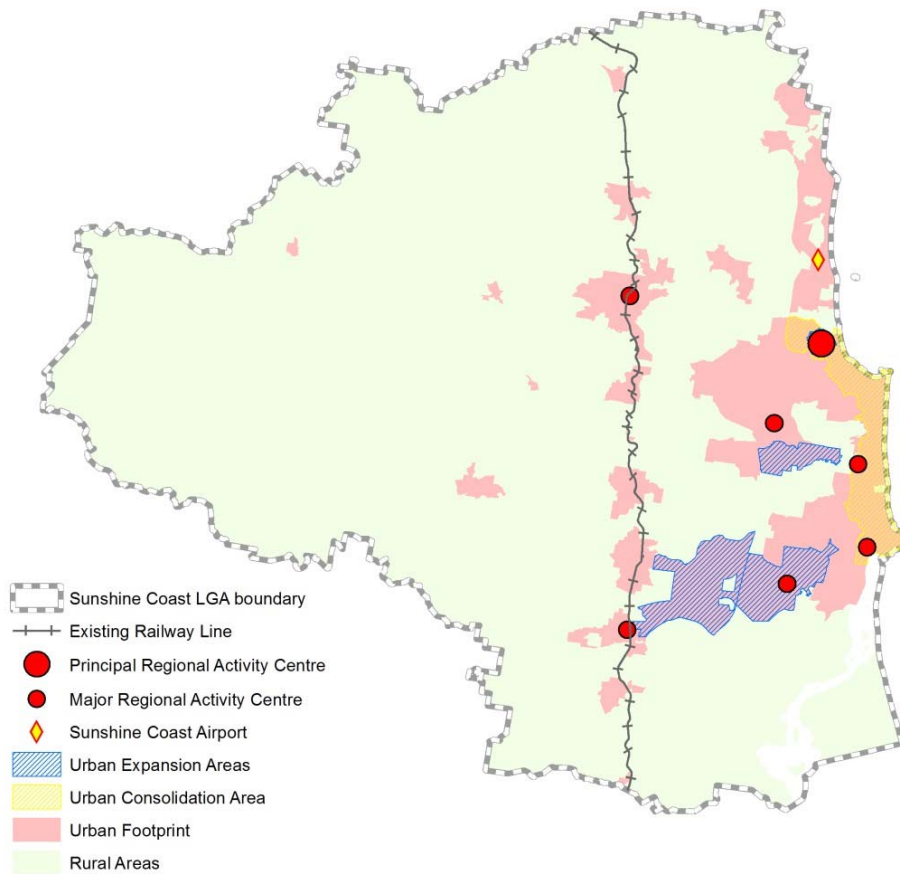 Sunshine Coast LGA boundary
Existing Railway Line
Principal Regional Activity Centre
Major Regional Activity Centre
Sunshine Coast Airport
Urban Expansion Areas
Urban Consolidation Area
Urban Footprint
Rural Areas